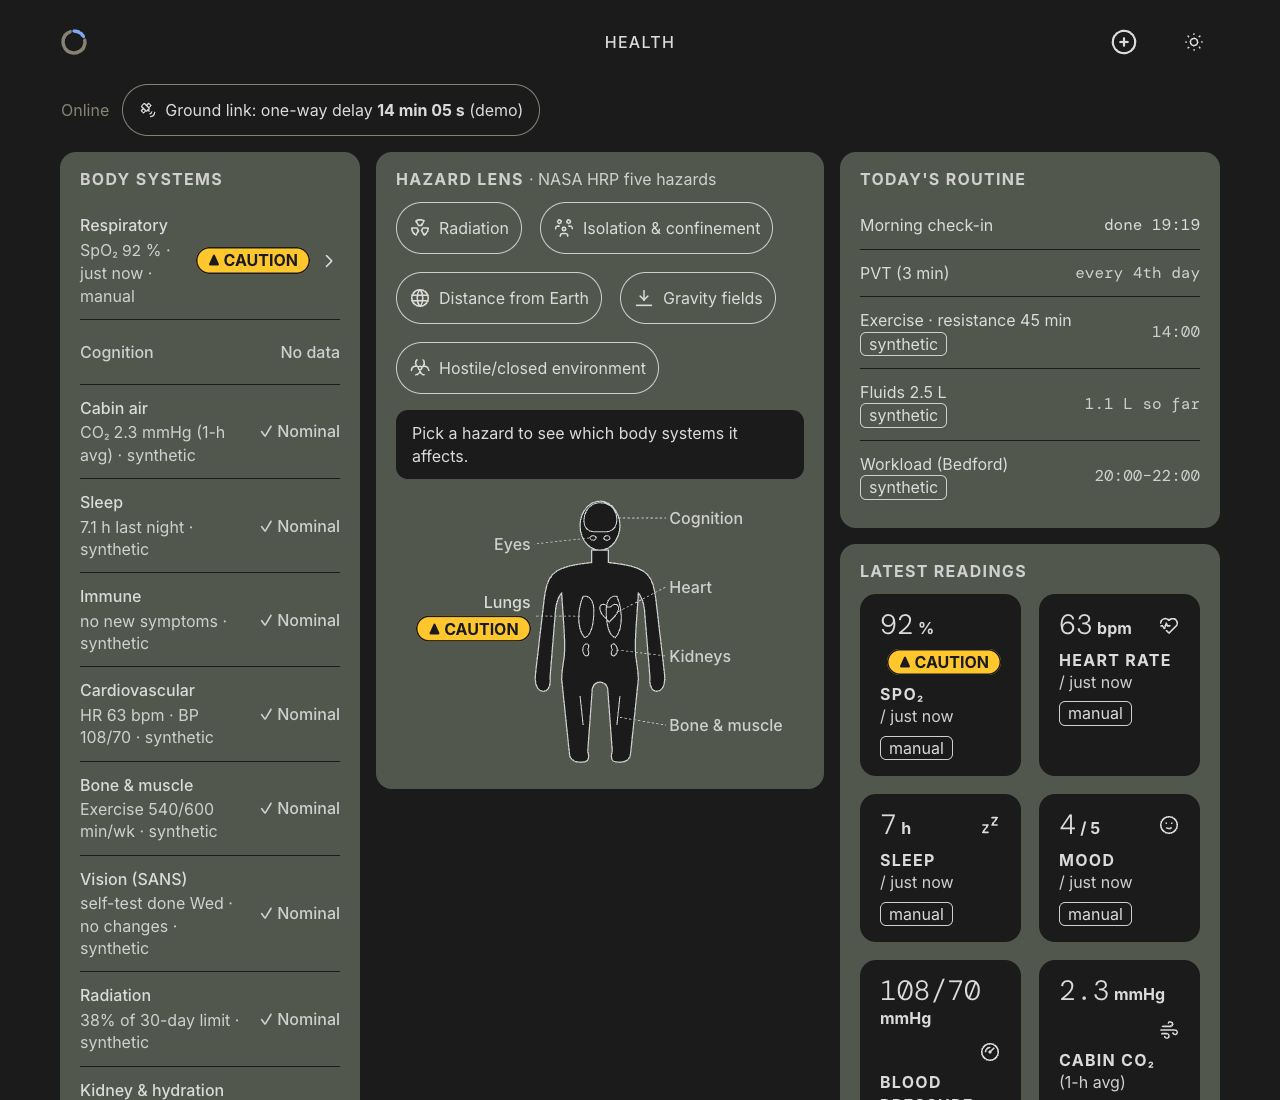 HEALTH
Online
Ground link: one-way delay 14 min 05 s (demo)
BODY SYSTEMS
Respiratory
SpO₂ 92 % ·
just now ·
manual
CAUTION
Cognition
No data
Cabin air
CO₂ 2.3 mmHg (1-h
avg) · synthetic
Nominal
Sleep
7.1 h last night ·
synthetic
Nominal
Immune
no new symptoms ·
synthetic
Nominal
Cardiovascular
HR 63 bpm · BP
108/70 · synthetic
Nominal
Bone & muscle
Exercise 540/600
min/wk · synthetic
Nominal
Vision (SANS)
self-test done Wed ·
no changes ·
synthetic
Nominal
Radiation
38% of 30-day limit ·
synthetic
Nominal
Kidney & hydration
HAZARD LENS · NASA HRP five hazards
Radiation
Isolation & confinement
Distance from Earth
Gravity fields
Hostile/closed environment
Pick a hazard to see which body systems it
affects.
Cognition
Eyes
Heart
Lungs
CAUTION
Kidneys
Bone & muscle
TODAY'S ROUTINE
Morning check-in
done 19:19
PVT (3 min)
every 4th day
Exercise · resistance 45 min
synthetic
14:00
Fluids 2.5 L
synthetic
1.1 L so far
Workload (Bedford)
synthetic
20:00–22:00
LATEST READINGS
92 %
CAUTION
SPO₂
/ just now
manual
63 bpm
HEART RATE
/ just now
manual
7 h
zZ
SLEEP
/ just now
manual
4 / 5
MOOD
/ just now
manual
108/70
mmHg
BLOOD
PRESSURE
2.3 mmHg
CABIN CO₂
(1-h avg)